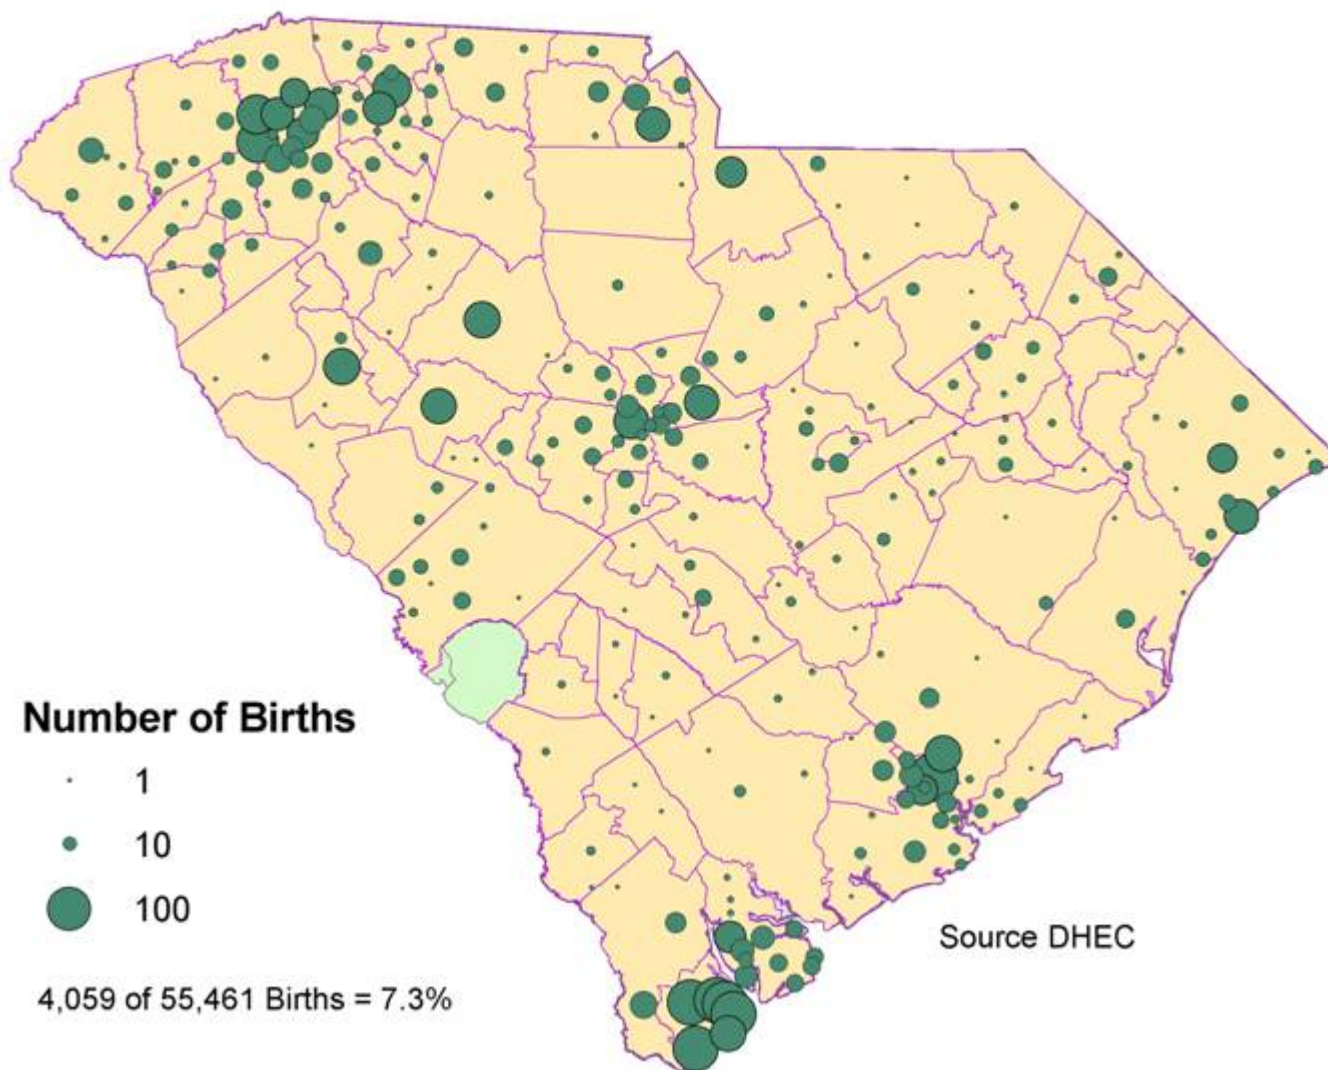 Number of Births
1
10
100
Source DHEC
4,059 of 55,461 Births = 7.3%